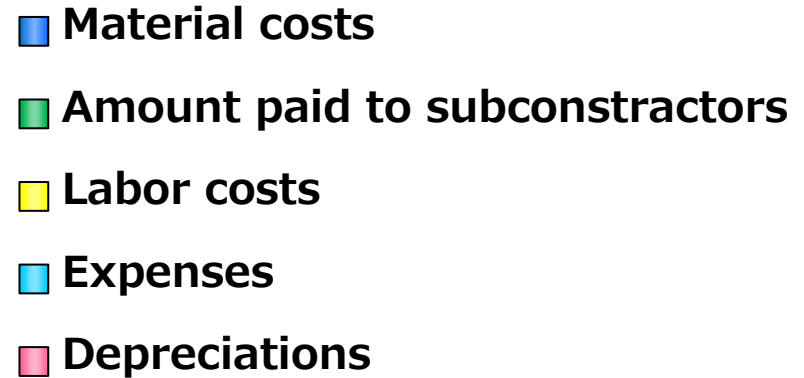 Material costs
Amount paid to subconstractors
Labor costs
Expenses
Depreciations